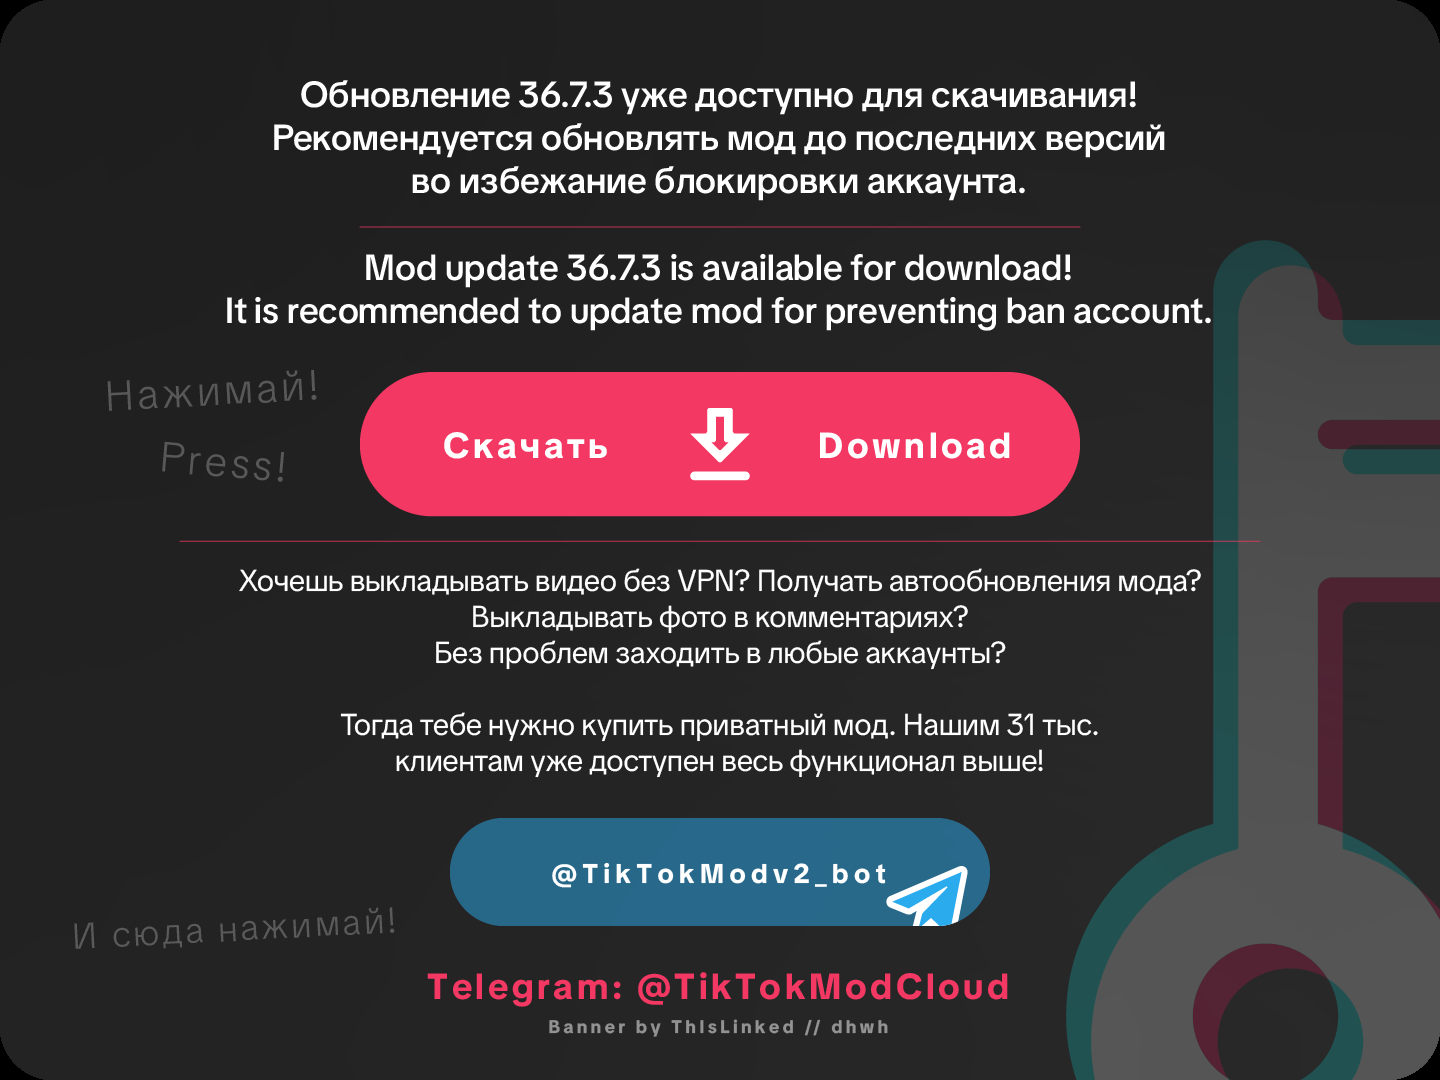 Обновление 36.7.3 уже доступно для скачивания!
Рекомендуется обновлять мод до последних версий
во избежание блокировки аккаунта.
Mod update 36.7.3 is available for download!
It is recommended to update mod for preventing ban account.
Нажимай!
Press!
Скачать Download
Хочешь выкладывать видео без VPN? Получать автообновления мода?
Выкладывать фото в комментариях?
Без проблем заходить в любые аккаунты?
Тогда тебе нужно купить приватный мод. Нашим 31 тыс.
клиентам уже доступен весь функционал выше!
@TikTokModv2_bot
И сюда нажимай!
Telegram: @TikTokModCloud
Banner by ThIsLinked // dhwh